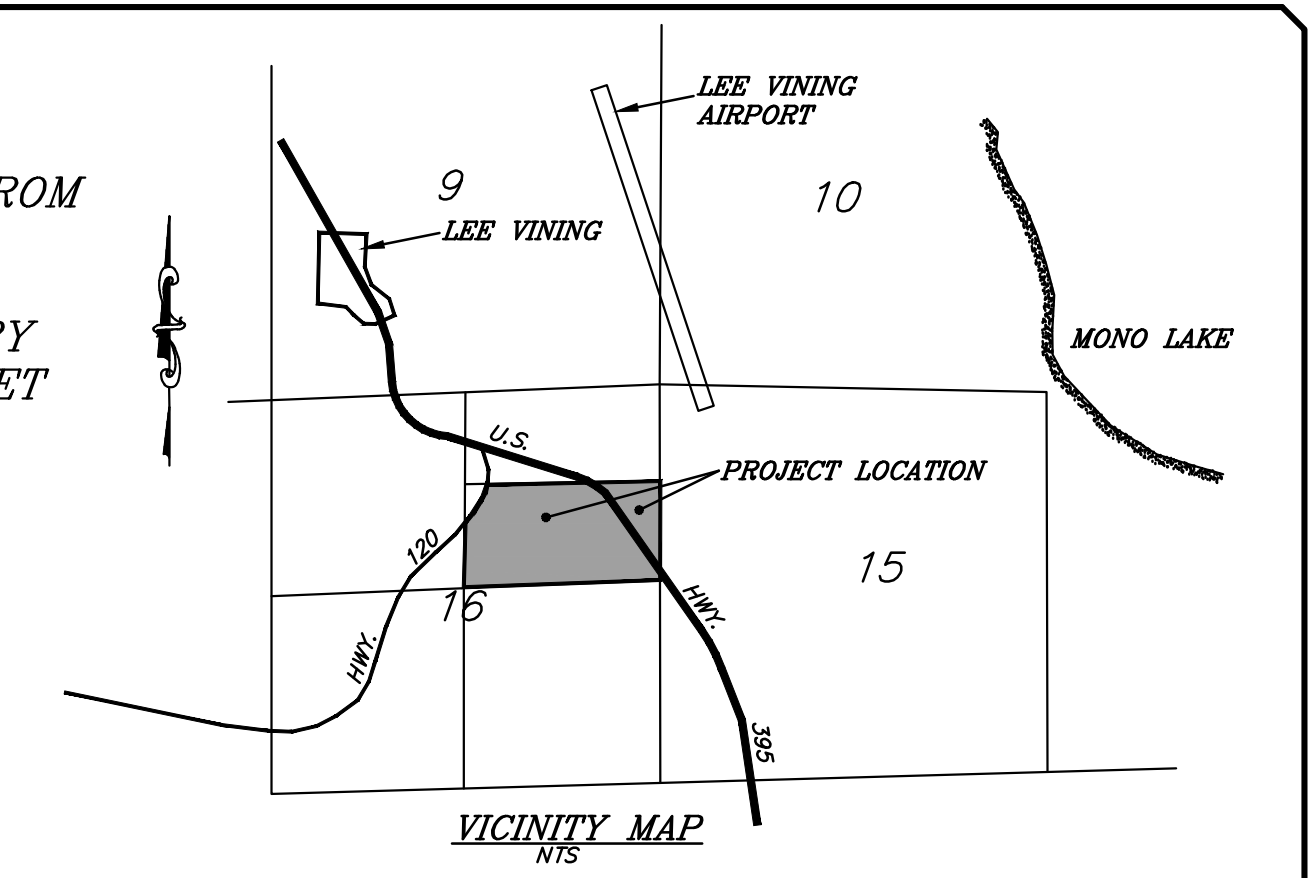 LEE VINING
AIRPORT
ROM
9
10
LEE VINING
PY
ET
MONO LAKE
U.S.
PROJECT LOCATION
120
15
16
HWY.
HWY.
395
VICINITY MAP
NTS